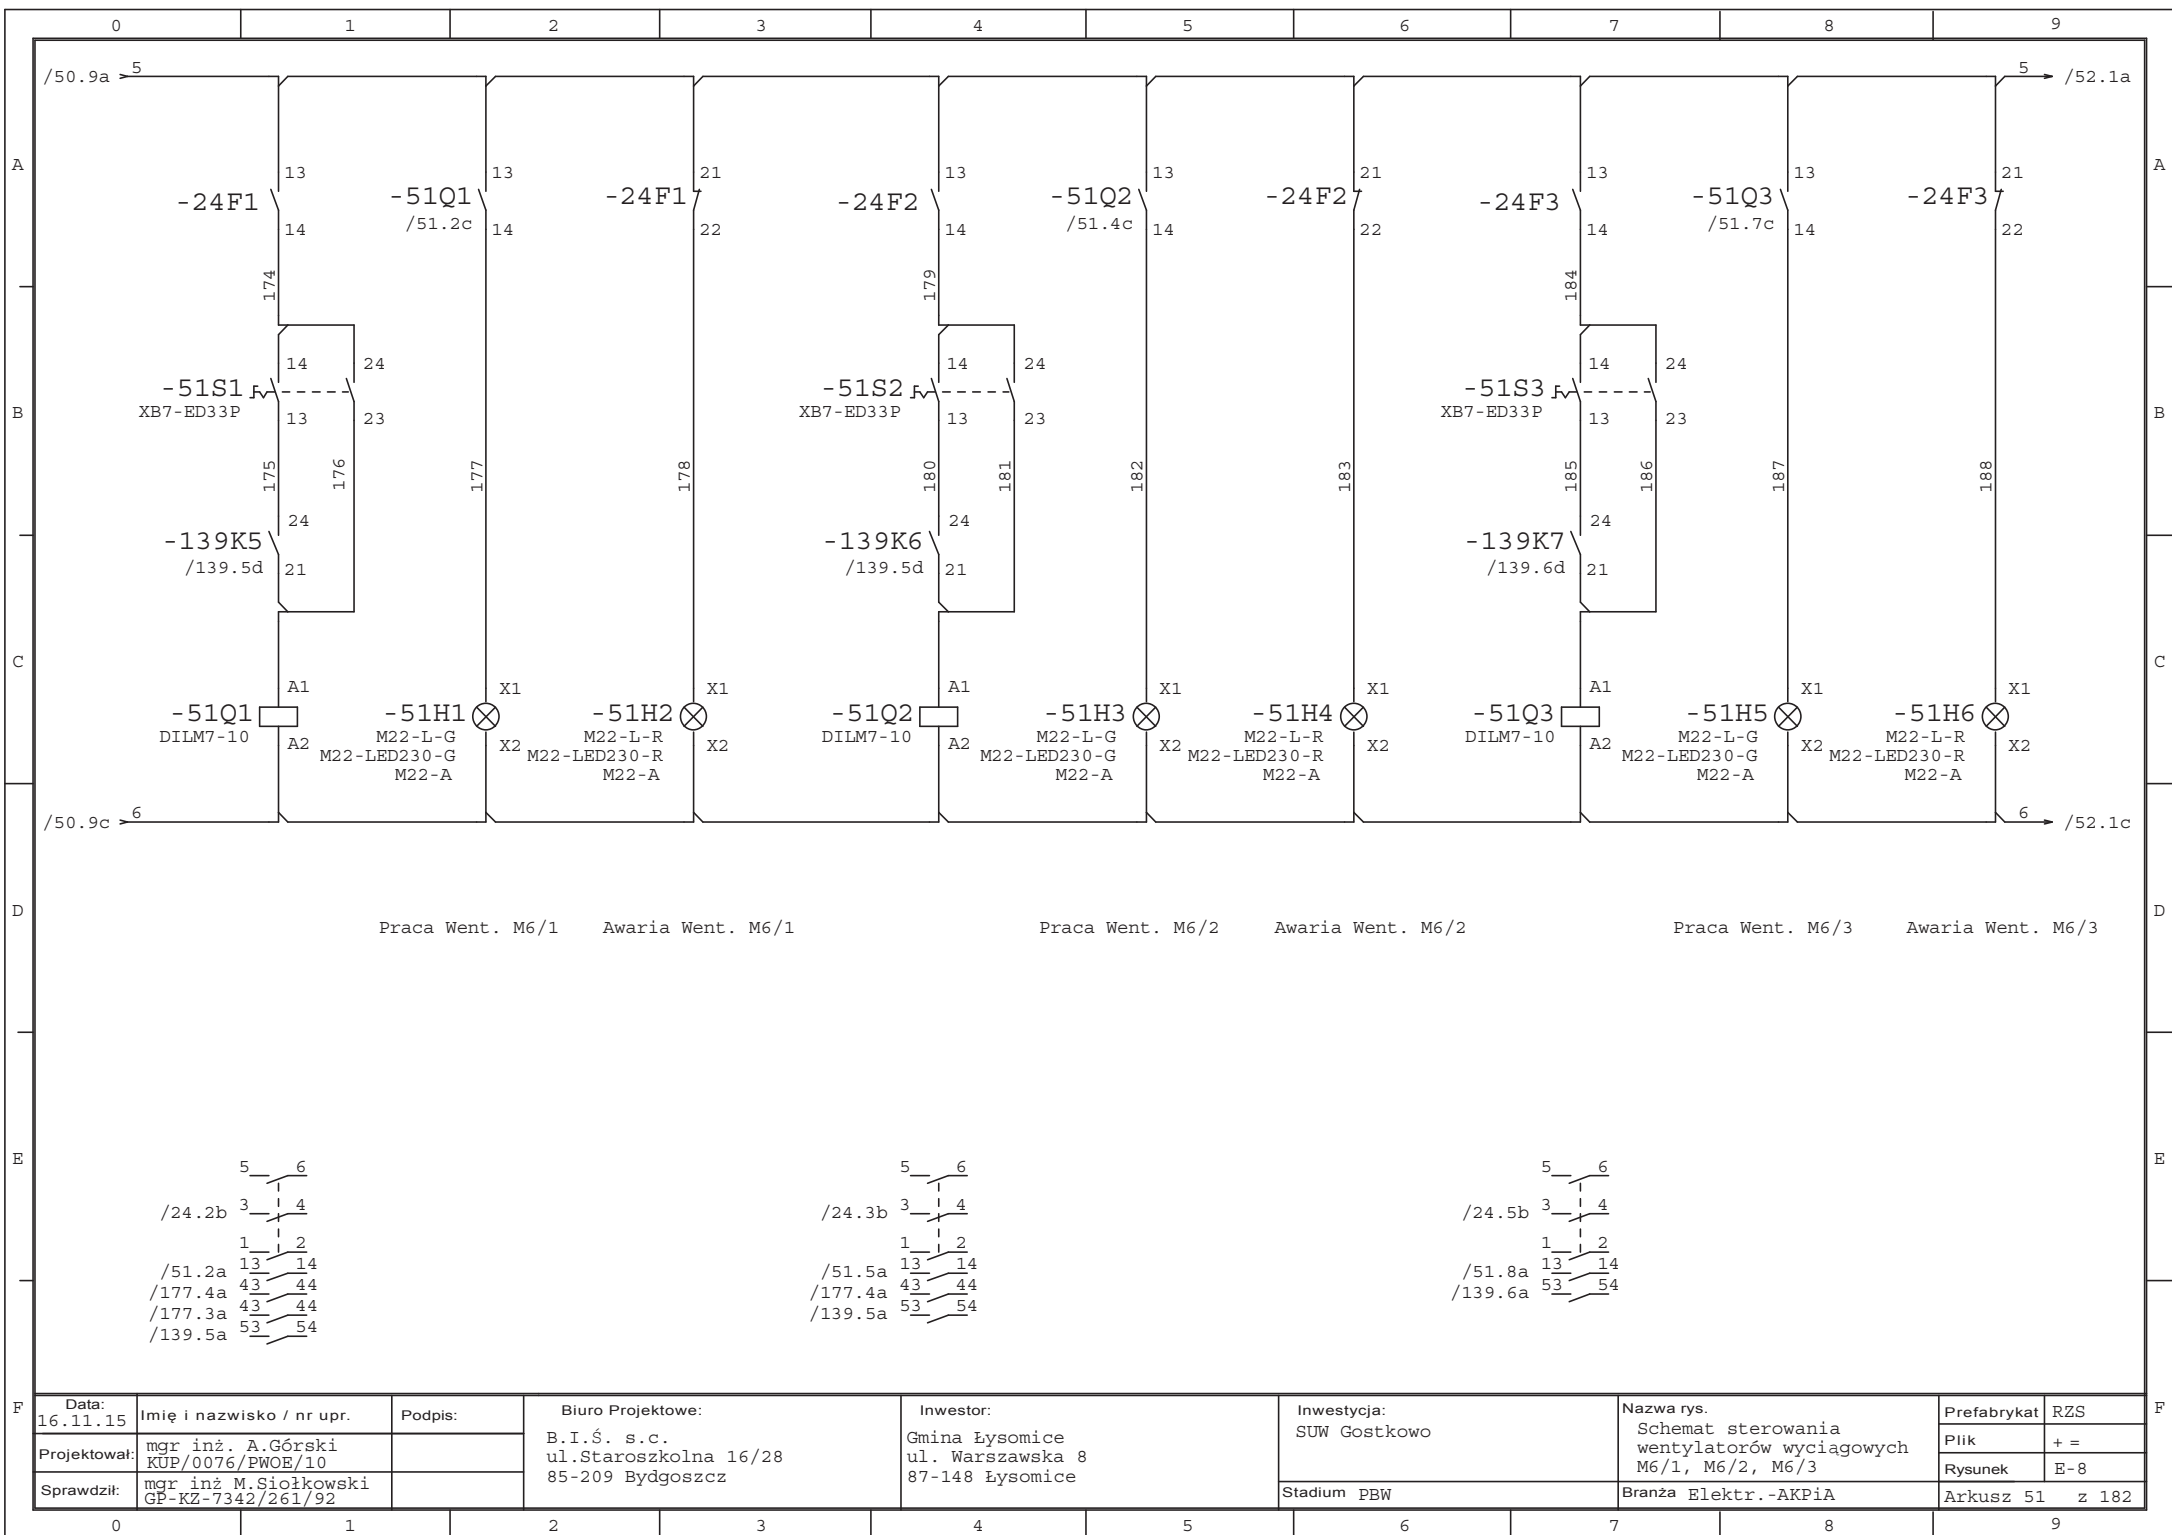 0 1 2 3 4 5 6 7 8 9
/50.9a 5 5 /52.1a
A A
13 13 21 13 13 21 13 13 21
-24F1 -51Q1 -24F1 -24F2 -51Q2 -24F2 -24F3 -51Q3 -24F3
/51.2c /51.4c /51.7c
14 14 22 14 14 22 14 14 22
174 179 184
14 24 14 24 14 24
-51S1 -51S2 -51S3
XB7-ED33P XB7-ED33P XB7-ED33P
B B
13 23 13 23 13 23
175 176 177 178 180 181 182 183 185 186 187 188
24 24 24
-139K5 -139K6 -139K7
/139.5d 21 /139.5d 21 /139.6d 21
C C
A1 X1 X1 A1 X1 X1 A1 X1 X1
-51Q1 -51H1 -51H2 -51Q2 -51H3 -51H4 -51Q3 -51H5 -51H6
DILM7-10 M22-L-G M22-L-R DILM7-10 M22-L-G M22-L-R DILM7-10 M22-L-G M22-L-R
A2 X2 X2 A2 X2 X2 A2 X2 X2
M22-LED230-G M22-LED230-R M22-LED230-G M22-LED230-R M22-LED230-G M22-LED230-R
M22-A M22-A M22-A M22-A M22-A M22-A
/50.9c 6 6 /52.1c
D D
Praca Went. M6/1 Awaria Went. M6/1 Praca Went. M6/2 Awaria Went. M6/2 Praca Went. M6/3 Awaria Went. M6/3
E E
5 6 5 6 5 6
/24.2b 3 4 /24.3b 3 4 /24.5b 3 4
1 2 1 2 1 2
/51.2a 13 14 /51.5a 13 14 /51.8a 13 14
/177.4a 43 44 /177.4a 43 44 /139.6a 53 54
/177.3a 43 44 /139.5a 53 54
/139.5a 53 54
F F
Data:
16.11.15
Imię i nazwisko / nr upr.
Podpis:
Projektował:
mgr inż. A.Górski
KUP/0076/PWOE/10
Sprawdził:
mgr inż M.Siołkowski
GP-KZ-7342/261/92
Biuro Projektowe:
B.I.Ś. s.c.
ul.Staroszkolna 16/28
85-209 Bydgoszcz
Inwestor:
Gmina Łysomice
ul. Warszawska 8
87-148 Łysomice
Inwestycja:
SUW Gostkowo
Stadium PBW
Nazwa rys.
Schemat sterowania
wentylatorów wyciągowych
M6/1, M6/2, M6/3
Branża Elektr.-AKPiA
Prefabrykat RZS
Plik + =
Rysunek E-8
Arkusz 51 z 182
0 1 2 3 4 5 6 7 8 9